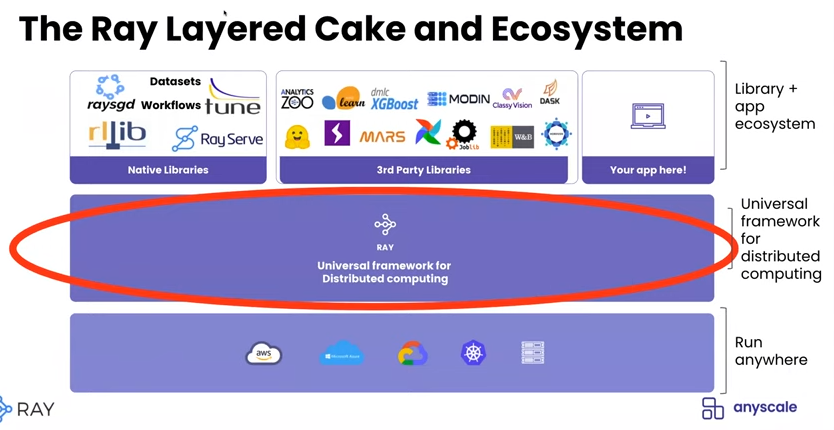 The Ray Layered Cake and Ecosystem
raysgd
Datasets
Workflows
tune
rllib
Ray Serve
Native Libraries
ANALYTICS
ZOO
learn
dmlc
XGBoost
MODIN
Classy Vision
DASK
MARS
Joblib
W&B
3rd Party Libraries
Your app here!
Library +
app
ecosystem
RAY
Universal framework for
Distributed computing
Universal
framework
for
distributed
computing
aws
Microsoft Azure
Run
anywhere
RAY
anyscale